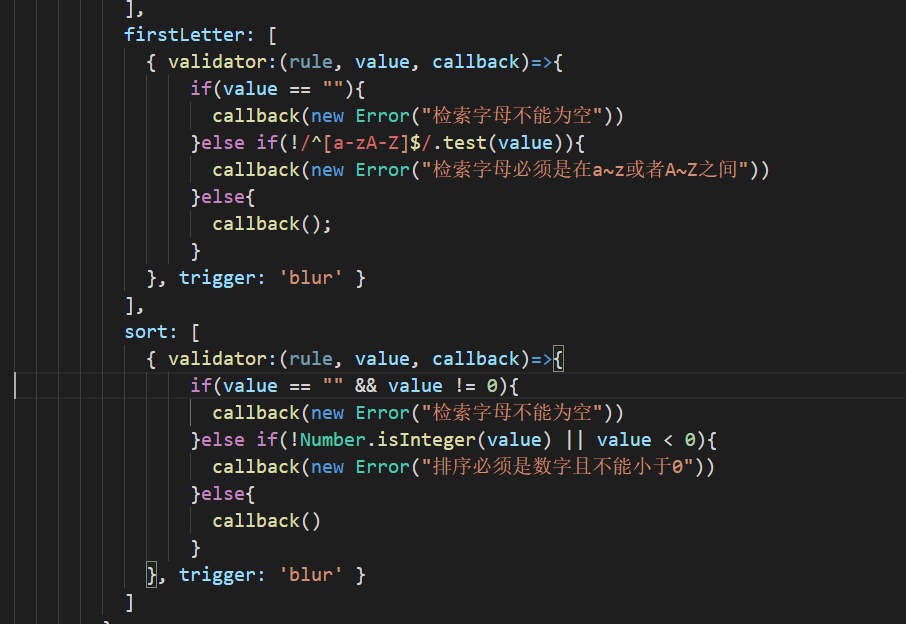 ],
firstLetter: [
{ validator:(rule, value, callback)=>{
if(value == ""){
callback(new Error("检索字母不能为空"))
}else if(!/^[a-zA-Z]$/.test(value)){
callback(new Error("检索字母必须是在a~z或者A~Z之间"))
}else{
callback();
}
}, trigger: 'blur' }
],
sort: [
{ validator:(rule, value, callback)=>{
if(value == "" && value != 0){
callback(new Error("检索字母不能为空"))
}else if(!Number.isInteger(value) || value < 0){
callback(new Error("排序必须是数字且不能小于0"))
}else{
callback()
}
}, trigger: 'blur' }
]